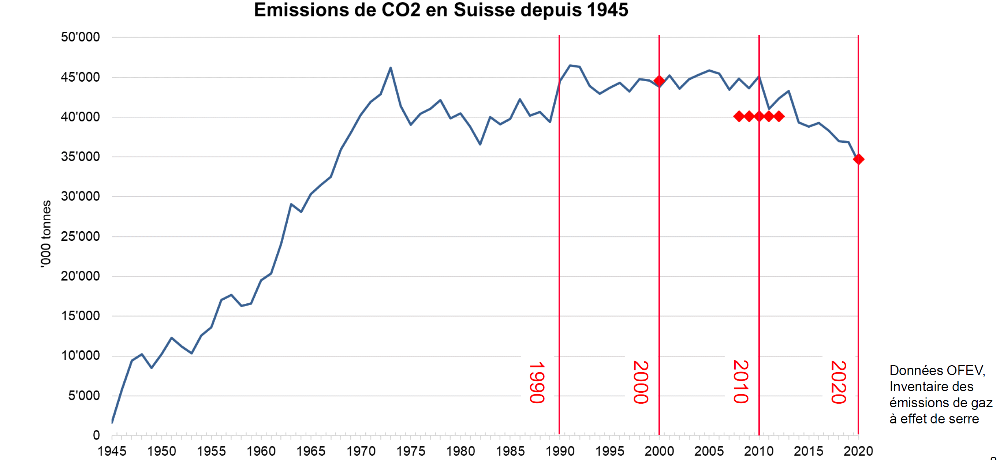 Emissions de CO2 en Suisse depuis 1945
50'000
45'000
40'000
35'000
30'000
25'000
20'000
15'000
10'000
5'000
0
'000 tonnes
1945 1950 1955 1960 1965 1970 1975 1980 1985 1990 1995 2000 2005 2010 2015 2020
1990
2000
2010
2020
Données OFEV,
Inventaire des
émissions de gaz
à effet de serre